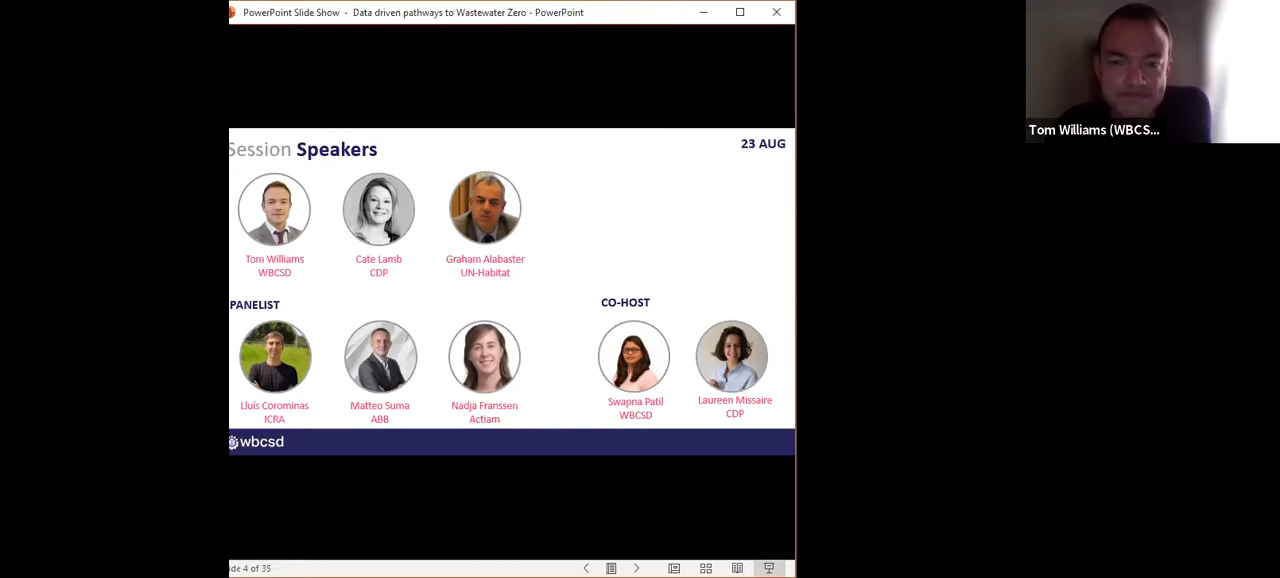 PowerPoint Slide Show - Data driven pathways to Wastewater Zero - PowerPoint
Tom Williams (WBCS...
Session Speakers
23 AUG
Tom Williams
WBCSD
Cate Lamb
CDP
Graham Alabaster
UN-Habitat
PANELIST
CO-HOST
Lluís Corominas
ICRA
Matteo Suma
ABB
Nadja Franssen
Actiam
Swapna Patil
WBCSD
Laureen Missaire
CDP
wbcsd
ide 4 of 35